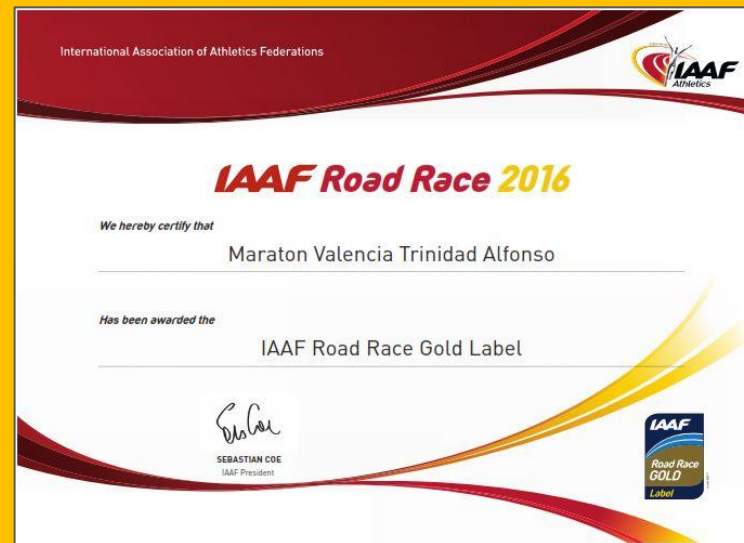 International Association of Athletics Federations
IAAF
Athletics
IAAF Road Race 2016
We hereby certify that
Maraton Valencia Trinidad Alfonso
Has been awarded the
IAAF Road Race Gold Label
SEBASTIAN COE
IAAF President
IAAF
Road Race
GOLD
Label